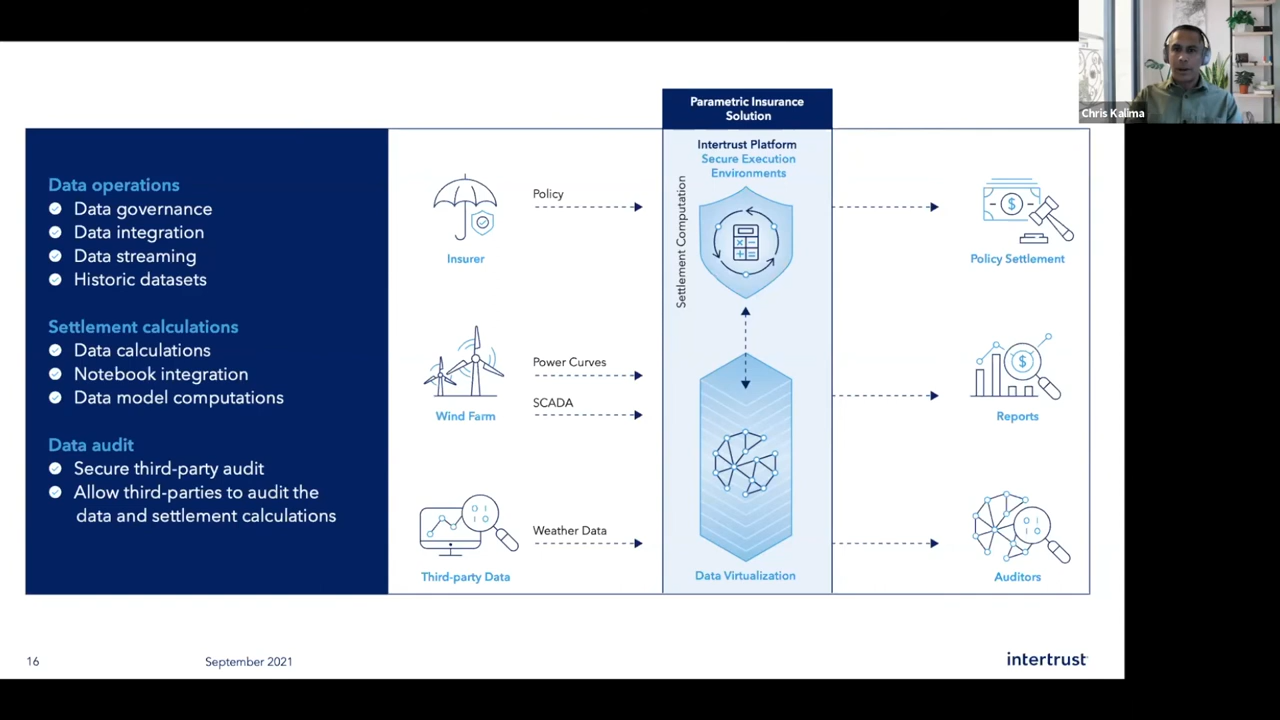 Chris Kalima
Parametric Insurance
Solution
Data operations
Data governance
Data integration
Data streaming
Historic datasets
Settlement calculations
Data calculations
Notebook integration
Data model computations
Data audit
Secure third-party audit
Allow third-parties to audit the
data and settlement calculations
Insurer
Policy
Wind Farm
Power Curves
SCADA
Third-party Data
Weather Data
Intertrust Platform
Secure Execution
Environments
Settlement Computation
Data Virtualization
Policy Settlement
Reports
Auditors
16
September 2021
intertrust